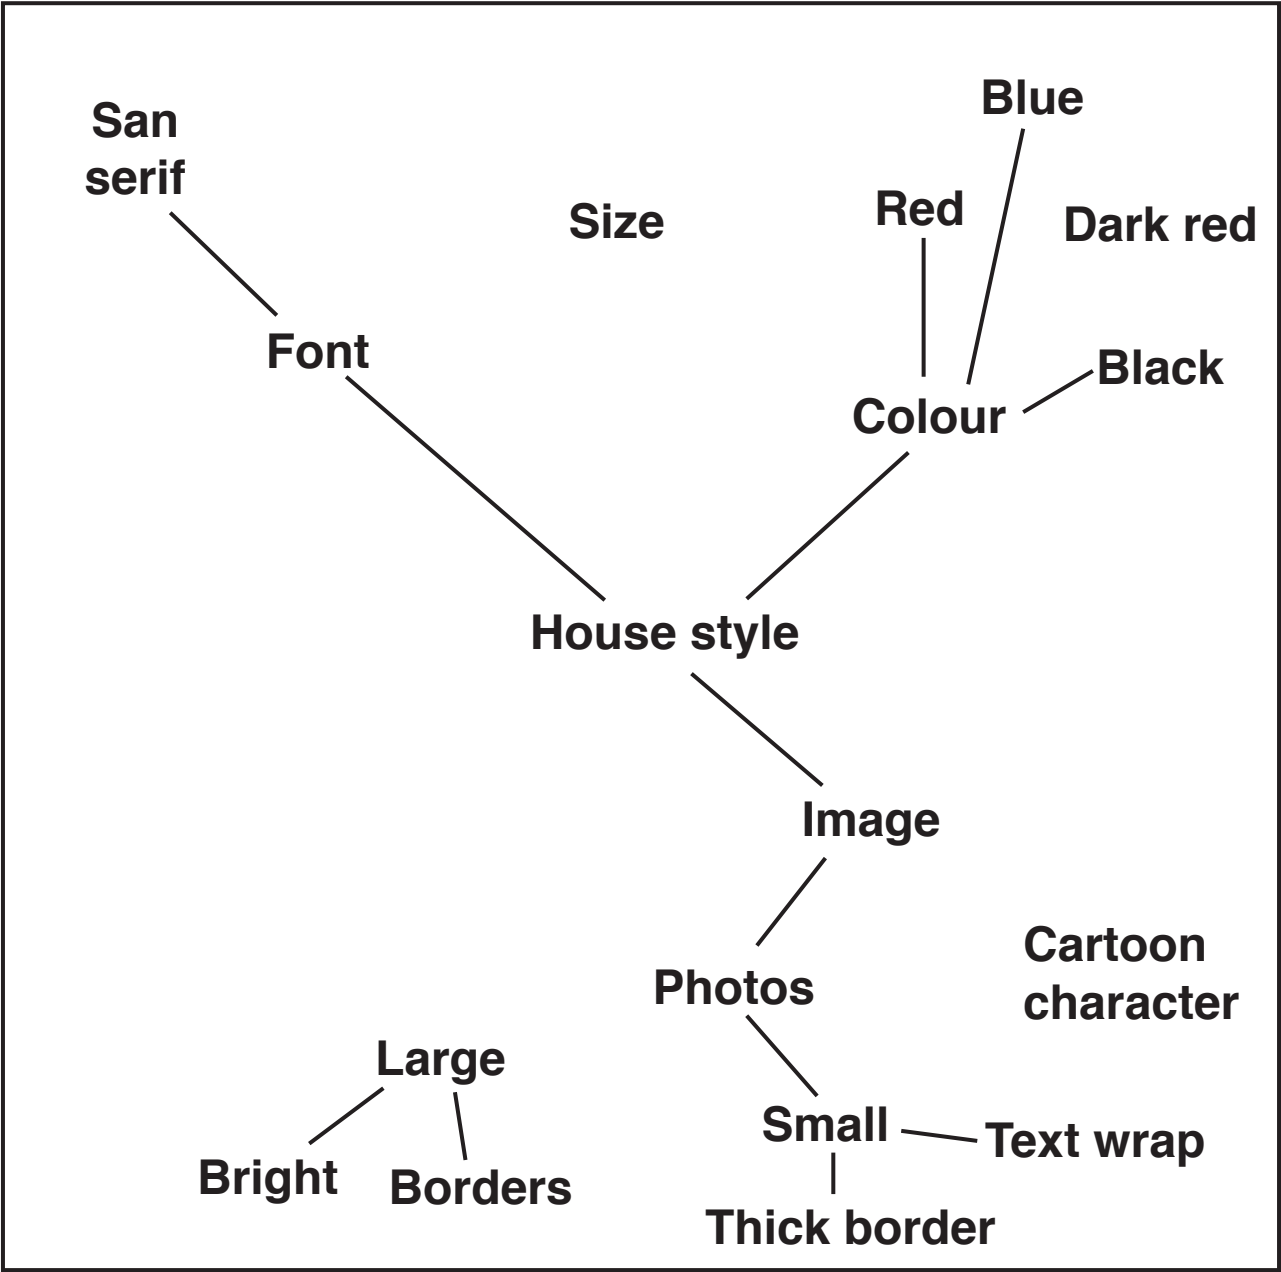 Blue
San
serif
Red
Size
Dark red
Font
Black
Colour
House style
Image
Cartoon
character
Photos
Large
Small
Text wrap
Bright
Borders
Thick border